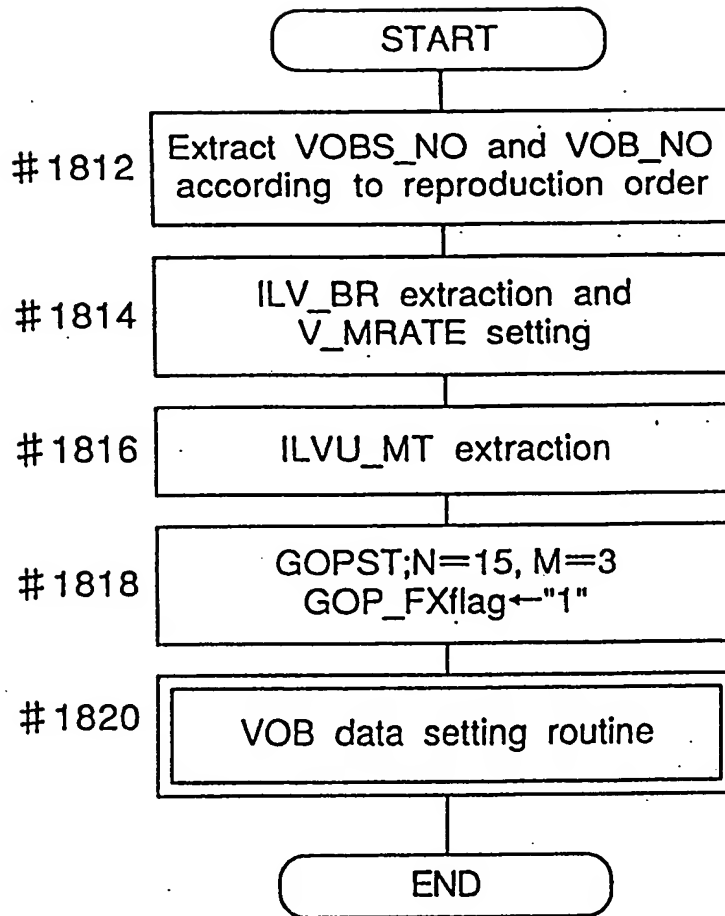 START
#1812
Extract VOBS_NO and VOB_NO
according to reproduction order
#1814
ILV_BR extraction and
V_MRATE setting
#1816
ILVU_MT extraction
#1818
GOPST;N=15, M=3
GOP_FXflag←"1"
#1820
VOB data setting routine
END